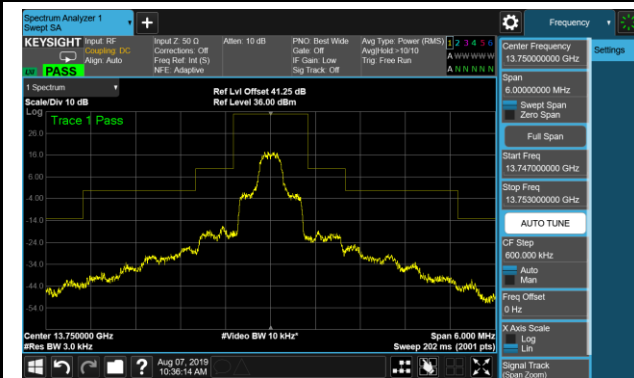 Spectrum Analyzer 1
Swept SA
Frequency
KEYSIGHT
Input: RF
Coupling: DC
Align: Auto
Input Z: 50 Ω
Corrections: Off
Freq Ref: Int (S)
NFE: Adaptive
Atten: 10 dB
PNO: Best Wide
Gate: Off
IF Gain: Low
Sig Track: Off
Avg Type: Power (RMS)
Avg|Hold:>10/10
Trig: Free Run
1 2 3 4 5 6
A W W W W W
A N N N N N
PASS
1 Spectrum
Scale/Div 10 dB
Ref Lvl Offset 41.25 dB
Ref Level 36.00 dBm
Log
Trace 1 Pass
26.0
16.0
6.00
-4.00
-14.0
-24.0
-34.0
-44.0
-54.0
Center 13.750000 GHz
#Res BW 3.0 kHz
#Video BW 10 kHz*
Span 6.000 MHz
Sweep 202 ms (2001 pts)
Aug 07, 2019
10:36:14 AM
Center Frequency
13.750000000 GHz
Settings
Span
6.00000000 MHz
Swept Span
Zero Span
Full Span
Start Freq
13.747000000 GHz
Stop Freq
13.753000000 GHz
AUTO TUNE
CF Step
600.000 kHz
Auto
Man
Freq Offset
0 Hz
X Axis Scale
Log
Lin
Signal Track
(Span Zoom)